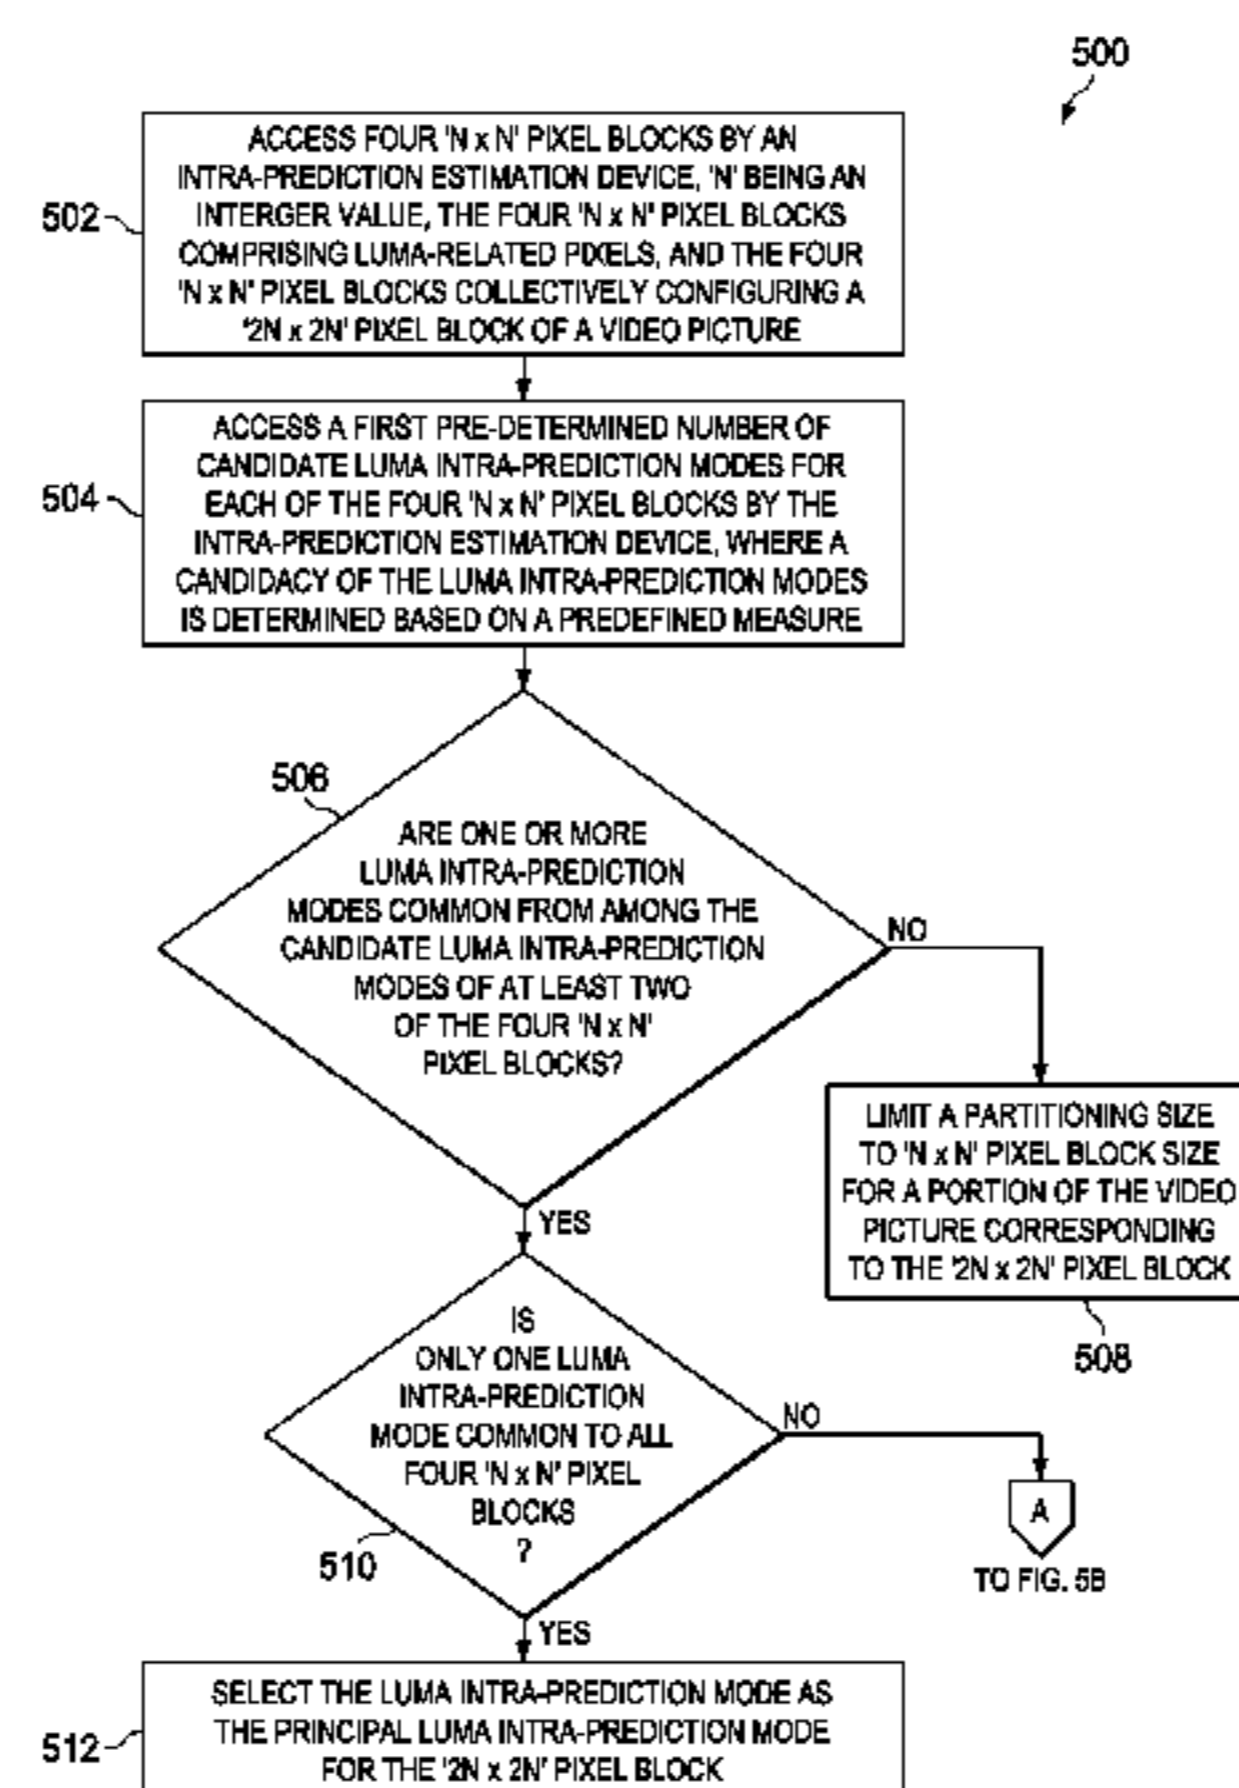 500
502
ACCESS FOUR 'N x N' PIXEL BLOCKS BY AN
INTRA-PREDICTION ESTIMATION DEVICE, 'N' BEING AN
INTERGER VALUE, THE FOUR 'N x N' PIXEL BLOCKS
COMPRISING LUMA-RELATED PIXELS, AND THE FOUR
'N x N' PIXEL BLOCKS COLLECTIVELY CONFIGURING A
'2N x 2N' PIXEL BLOCK OF A VIDEO PICTURE
504
ACCESS A FIRST PRE-DETERMINED NUMBER OF
CANDIDATE LUMA INTRA-PREDICTION MODES FOR
EACH OF THE FOUR 'N x N' PIXEL BLOCKS BY THE
INTRA-PREDICTION ESTIMATION DEVICE, WHERE A
CANDIDACY OF THE LUMA INTRA-PREDICTION MODES
IS DETERMINED BASED ON A PREDEFINED MEASURE
506
ARE ONE OR MORE
LUMA INTRA-PREDICTION
MODES COMMON FROM AMONG THE
CANDIDATE LUMA INTRA-PREDICTION
MODES OF AT LEAST TWO
OF THE FOUR 'N x N'
PIXEL BLOCKS?
NO
LIMIT A PARTITIONING SIZE
TO 'N x N' PIXEL BLOCK SIZE
FOR A PORTION OF THE VIDEO
PICTURE CORRESPONDING
TO THE '2N x 2N' PIXEL BLOCK
508
YES
IS
ONLY ONE LUMA
INTRA-PREDICTION
MODE COMMON TO ALL
FOUR 'N x N' PIXEL
BLOCKS
?
510
NO
A
TO FIG. 5B
YES
512
SELECT THE LUMA INTRA-PREDICTION MODE AS
THE PRINCIPAL LUMA INTRA-PREDICTION MODE
FOR THE '2N x 2N' PIXEL BLOCK